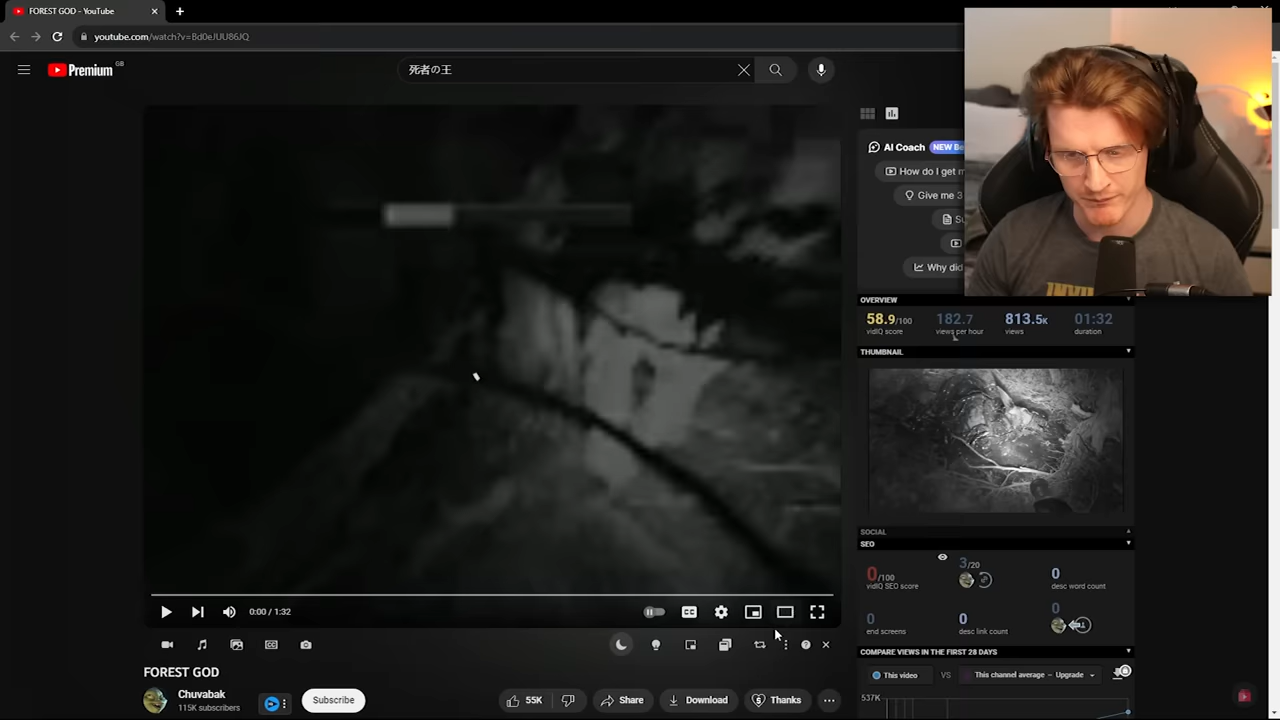 FOREST GOD - YouTube
youtube.com/watch?v=Bd0eJUU86JQ
Premium
GB
死者の王
AI Coach
NEW Be
How do I get m
Give me 3
Su
Why did
OVERVIEW
58.9/100
182.7
813.5K
01:32
vidIQ score
views per hour
views
duration
THUMBNAIL
SOCIAL
SEO
0/100
3/20
0
vidIQ SEO score
desc word count
0
0
0
end screens
desc link count
0:00 / 1:32
CC
COMPARE VIEWS IN THE FIRST 28 DAYS
FOREST GOD
This video
VS
This channel average – Upgrade
Chuvabak
115K subscribers
Subscribe
55K
Share
Download
Thanks
537K